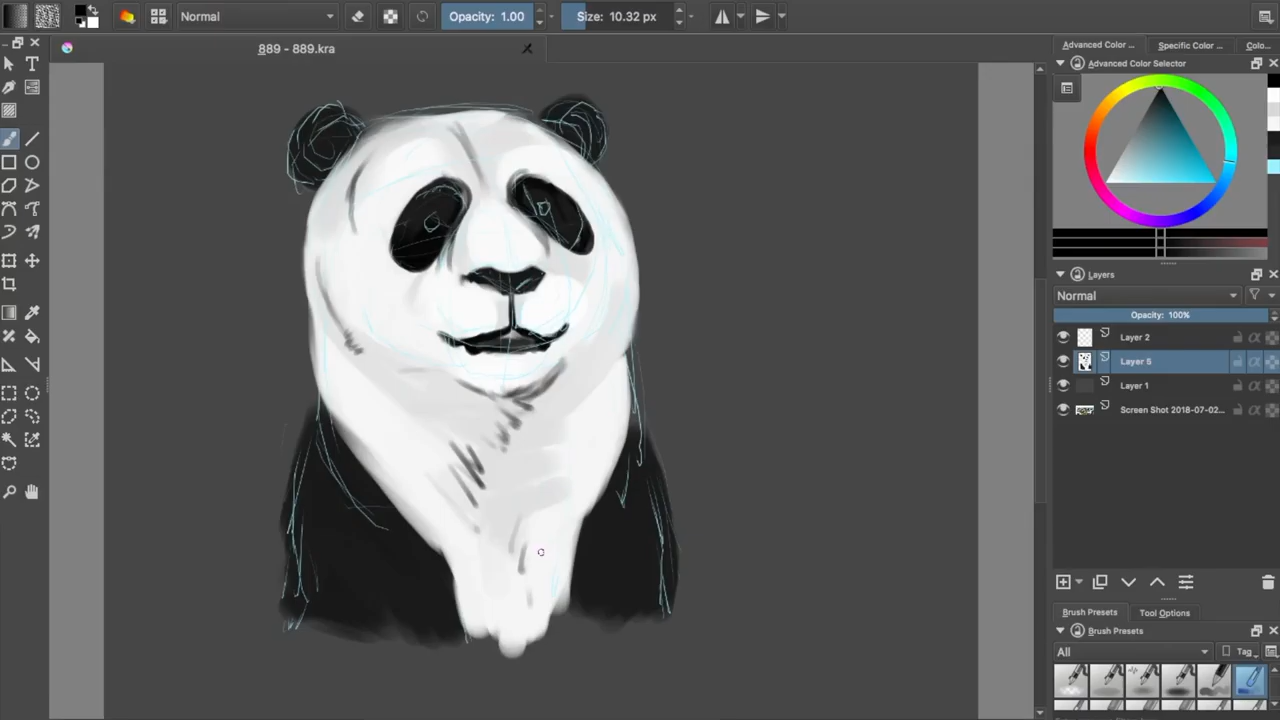 Normal
Opacity: 1.00
Size: 10.32 px
889 - 889.kra
Advanced Color ...
Specific Color ...
Colo...
Advanced Color Selector
Layers
Normal
Opacity: 100%
Layer 2
Layer 5
Layer 1
Screen Shot 2018-07-02...
Brush Presets
Tool Options
Brush Presets
All
Tag